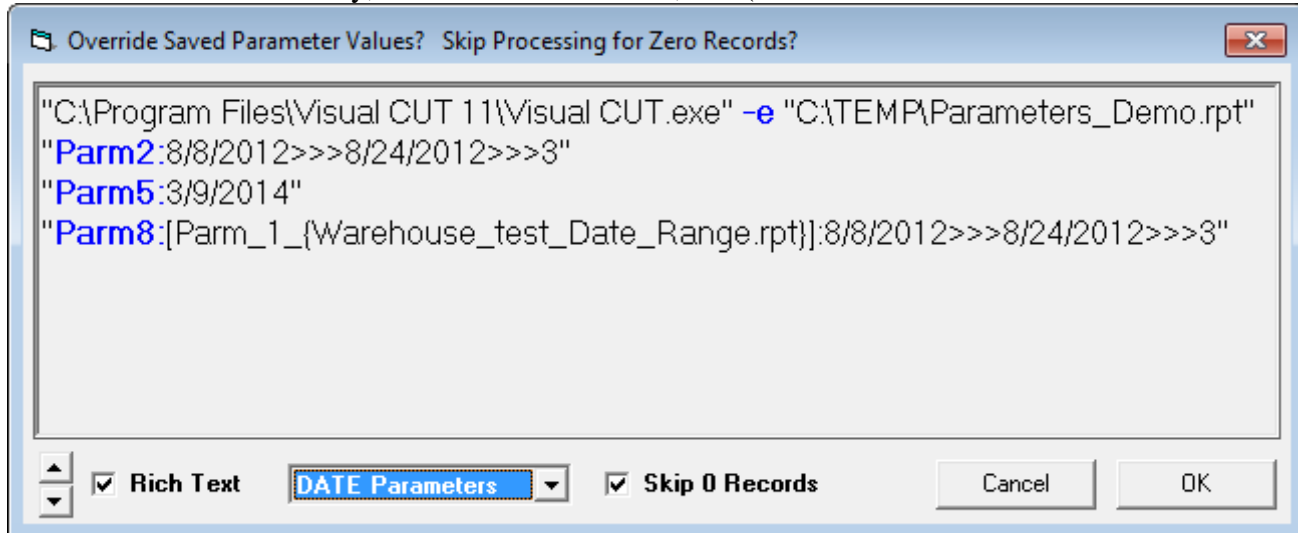 Override Saved Parameter Values?   Skip Processing for Zero Records?
"C:\Program Files\Visual CUT 11\Visual CUT.exe" -e "C:\TEMP\Parameters_Demo.rpt"
"Parm2:8/8/2012>>>8/24/2012>>>3"
"Parm5:3/9/2014"
"Parm8:[Parm_1_{Warehouse_test_Date_Range.rpt}]:8/8/2012>>>8/24/2012>>>3"
Rich Text DATE Parameters Skip 0 Records Cancel OK